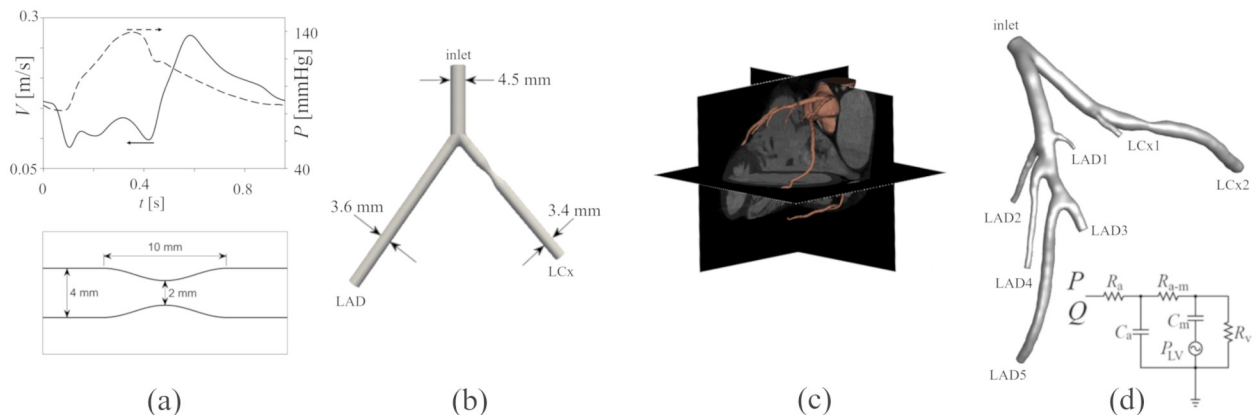 0.3
V [m/s]
0.05
140
P [mmHg]
40
0
0.4
0.8
t [s]
10 mm
4 mm
2 mm
(a)
inlet
4.5 mm
3.6 mm
3.4 mm
LAD
LCx
(b)
(c)
inlet
LAD1
LCx1
LCx2
LAD2
LAD3
LAD4
LAD5
P
Q
Ra
Ra-m
Ca
Cm
PLV
Rv
(d)